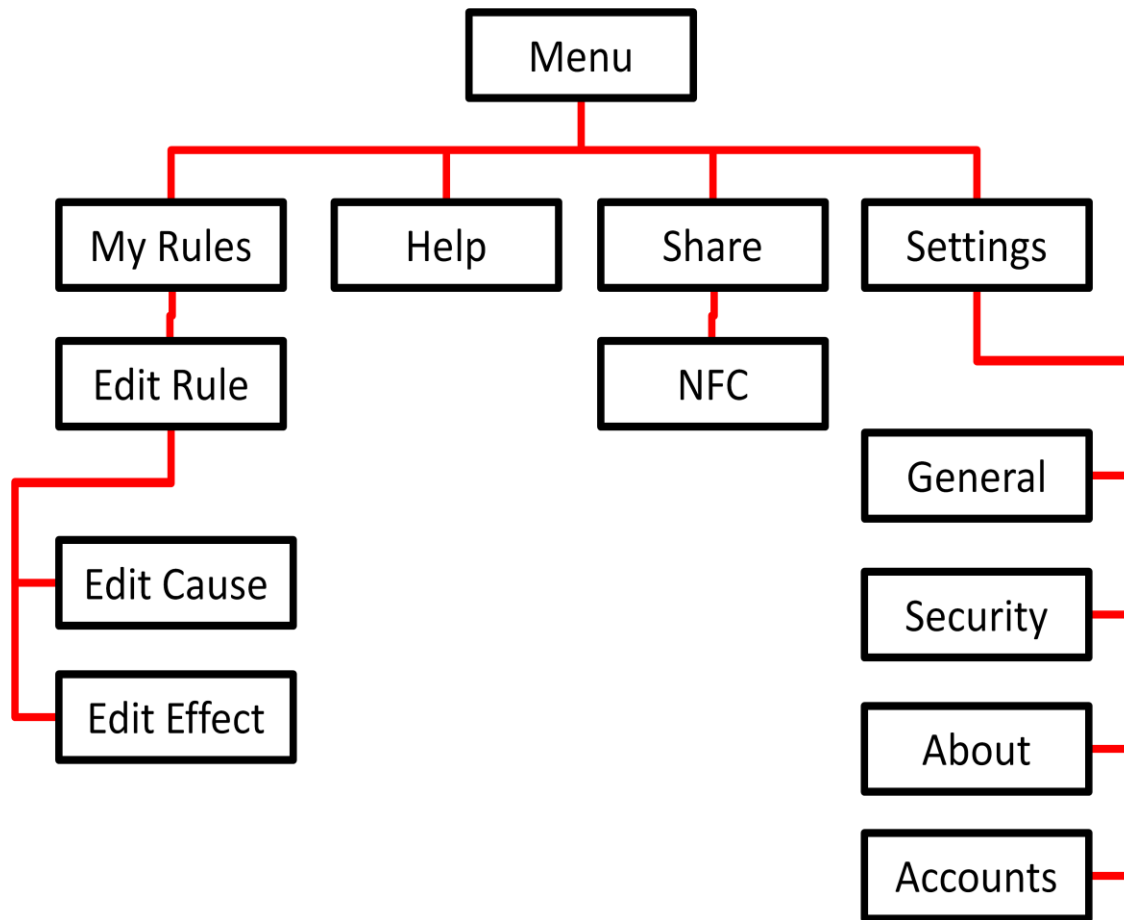 Menu
My Rules
Help
Share
Settings
Edit Rule
NFC
General
Edit Cause
Security
Edit Effect
About
Accounts